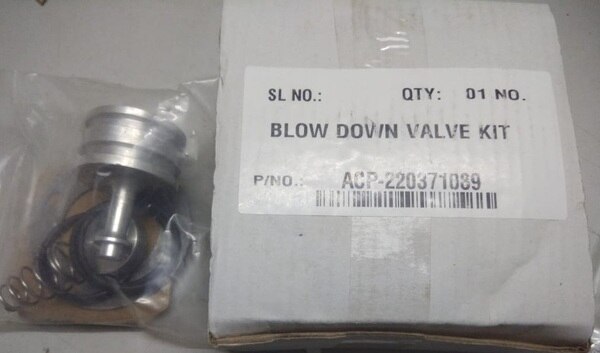 SL NO.: QTY: 01 NO.
BLOW DOWN VALVE KIT
P/NO.: ACP-220371039